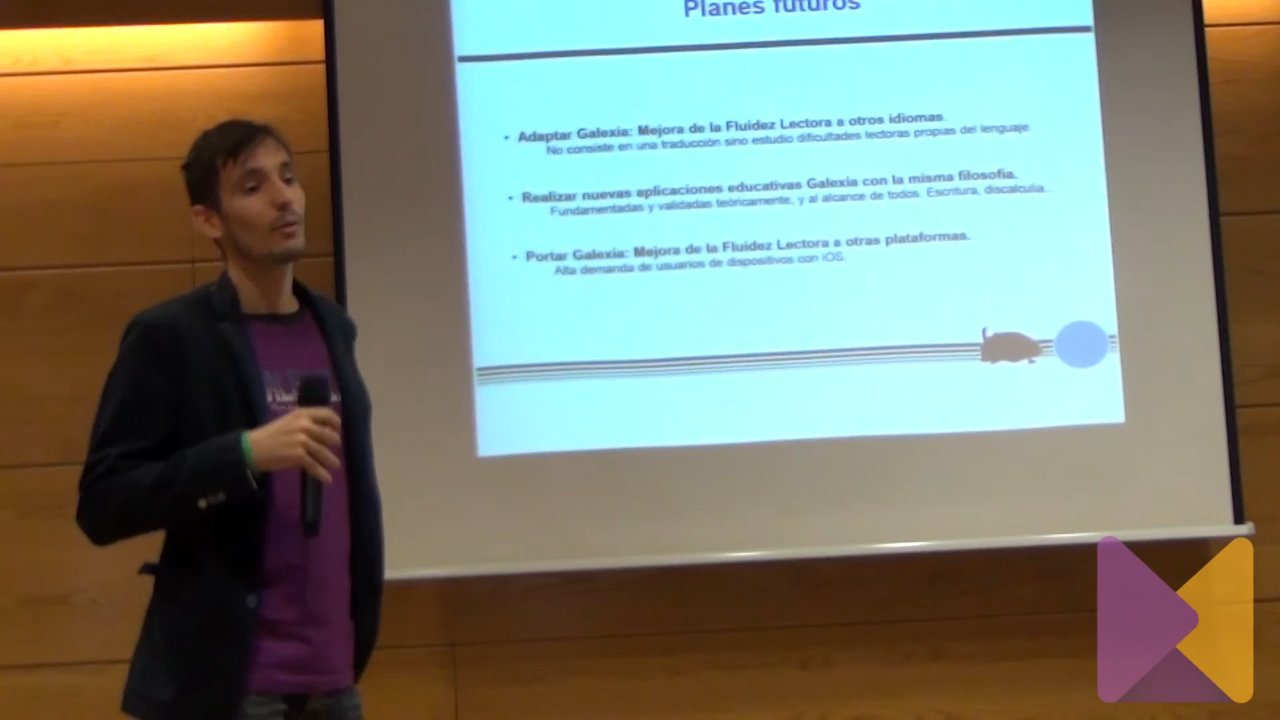 Planes futuros
• Adaptar Galexia: Mejora de la Fluidez Lectora a otros idiomas.
No consiste en una traducción sino estudio dificultades lectoras propias del lenguaje.
• Realizar nuevas aplicaciones educativas Galexia con la misma filosofía.
Fundamentadas y validadas teóricamente, y al alcance de todos. Escritura, discalculia...
• Portar Galexia: Mejora de la Fluidez Lectora a otras plataformas.
Alta demanda de usuarios de dispositivos con iOS.